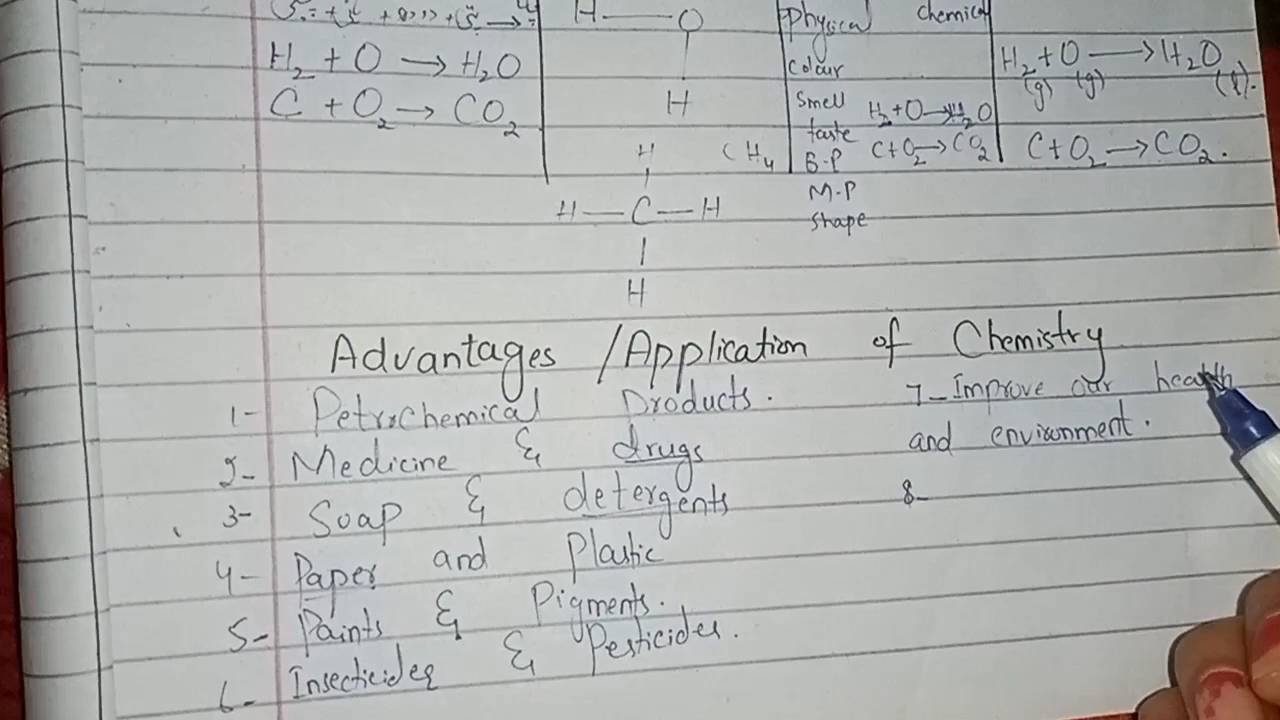 H₂ + O → H₂O
C + O₂ → CO₂
H — O
H
CH₄
H
H — C — H
H
Physical Chemical
Colour
Smell H₂+O→H₂O
taste
B.P C+O₂→CO₂
M.P
Shape
H₂+O → H₂O
(g) (g) (l).
C+O₂→CO₂.
Advantages /Application of Chemistry
1- Petrochemical Products.
2- Medicine & drugs
3- Soap & detergents
4- Paper and Plastic
5- Paints & Pigments.
6- Insecticides & Pesticides.
7- Improve our health
and environment.
8-